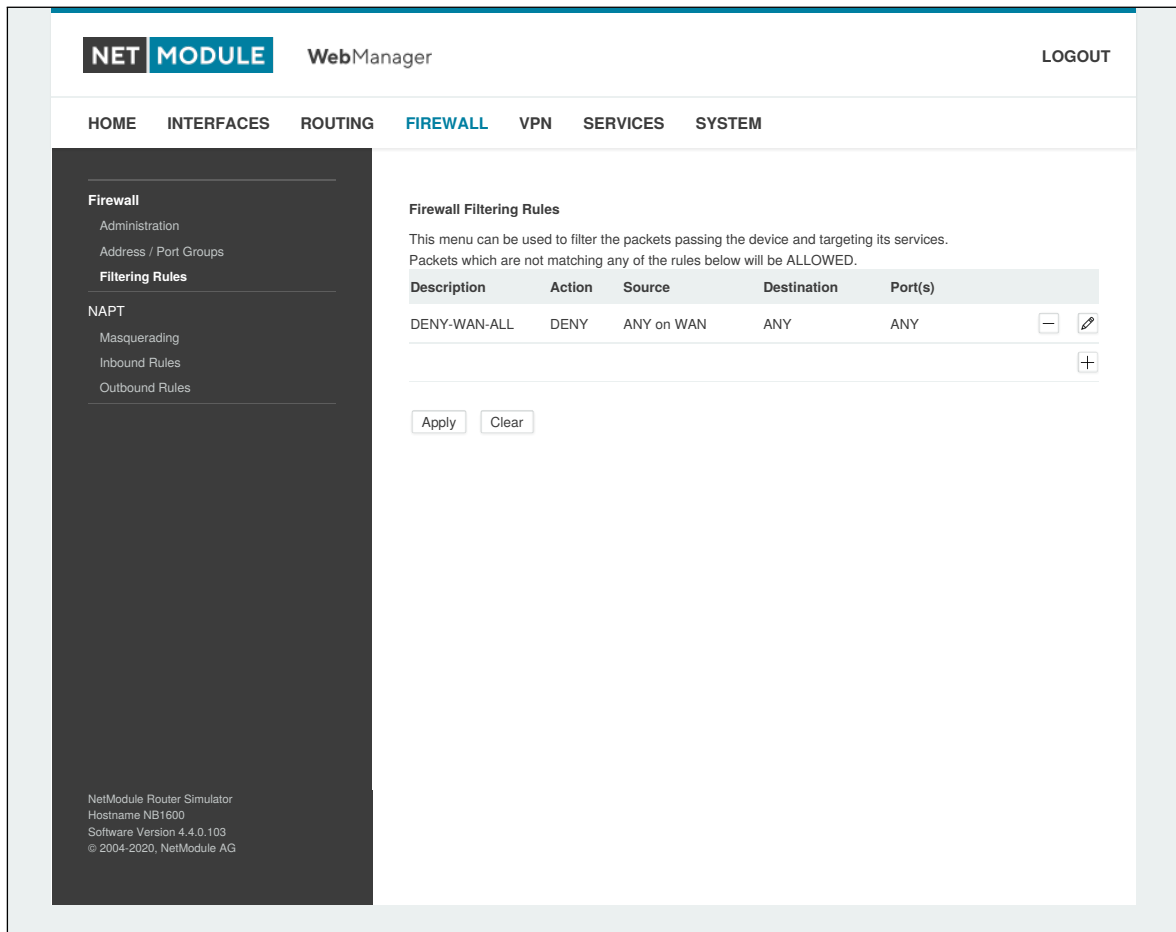 NET MODULE WebManager LOGOUT
HOME INTERFACES ROUTING FIREWALL VPN SERVICES SYSTEM
Firewall
Administration
Address / Port Groups
Filtering Rules
NAPT
Masquerading
Inbound Rules
Outbound Rules
Firewall Filtering Rules
This menu can be used to filter the packets passing the device and targeting its services.
Packets which are not matching any of the rules below will be ALLOWED.
Description Action Source Destination Port(s)
DENY-WAN-ALL DENY ANY on WAN ANY ANY
Apply Clear
NetModule Router Simulator
Hostname NB1600
Software Version 4.4.0.103
© 2004-2020, NetModule AG